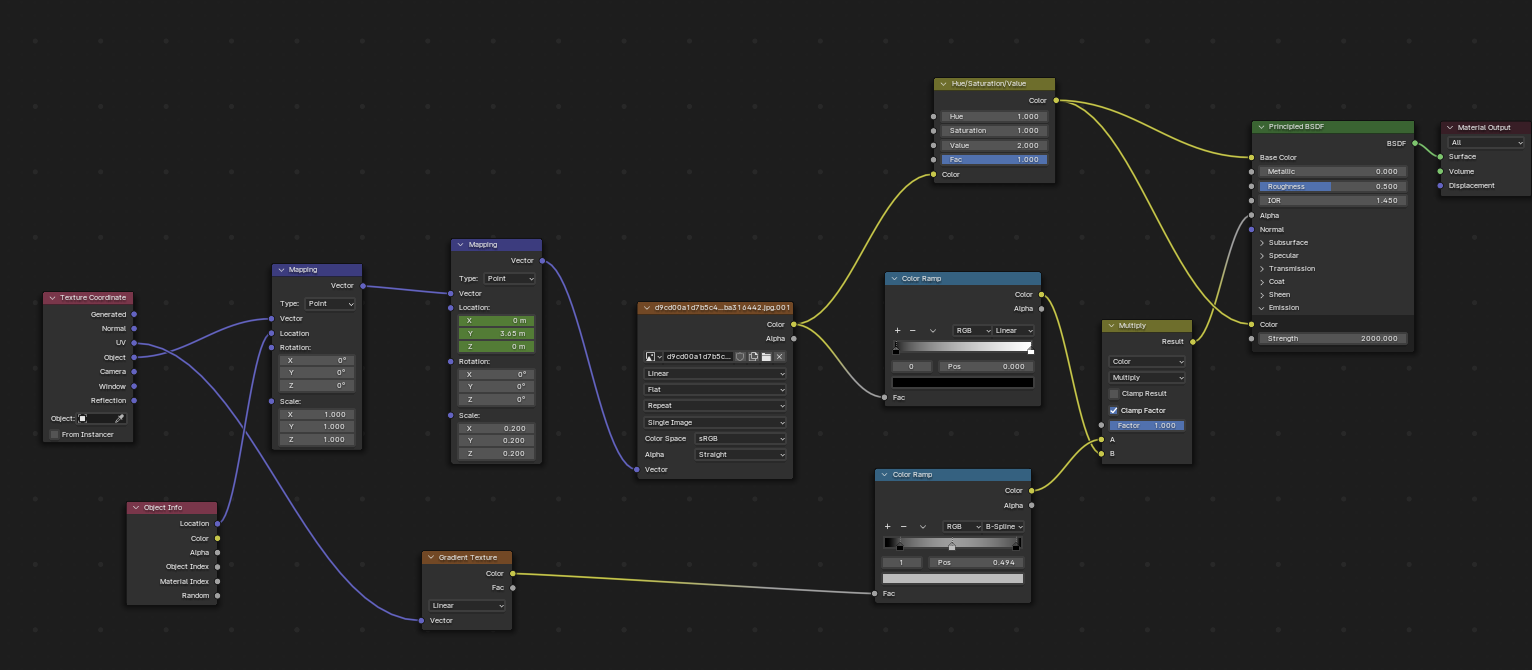 Texture Coordinate
Generated
Normal
UV
Object
Camera
Window
Reflection
Object:
From Instancer
Object Info
Location
Color
Alpha
Object Index
Material Index
Random
Mapping
Vector
Type: Point
Vector
Location
Rotation:
X 0°
Y 0°
Z 0°
Scale:
X 1.000
Y 1.000
Z 1.000
Mapping
Vector
Type: Point
Vector
Location:
X 0 m
Y 3.65 m
Z 0 m
Rotation:
X 0°
Y 0°
Z 0°
Scale:
X 0.200
Y 0.200
Z 0.200
Gradient Texture
Color
Fac
Linear
Vector
d9cd00a1d7b5c4...ba316442.jpg.001
Color
Alpha
d9cd00a1d7b5c...
Linear
Flat
Repeat
Single Image
Color Space sRGB
Alpha Straight
Vector
Hue/Saturation/Value
Color
Hue 1.000
Saturation 1.000
Value 2.000
Fac 1.000
Color
Color Ramp
Color
Alpha
RGB Linear
0 Pos 0.000
Fac
Color Ramp
Color
Alpha
RGB B-Spline
1 Pos 0.494
Fac
Multiply
Result
Color
Multiply
Clamp Result
Clamp Factor
Factor 1.000
A
B
Principled BSDF
BSDF
Base Color
Metallic 0.000
Roughness 0.500
IOR 1.450
Alpha
Normal
Subsurface
Specular
Transmission
Coat
Sheen
Emission
Color
Strength 2000.000
Material Output
All
Surface
Volume
Displacement